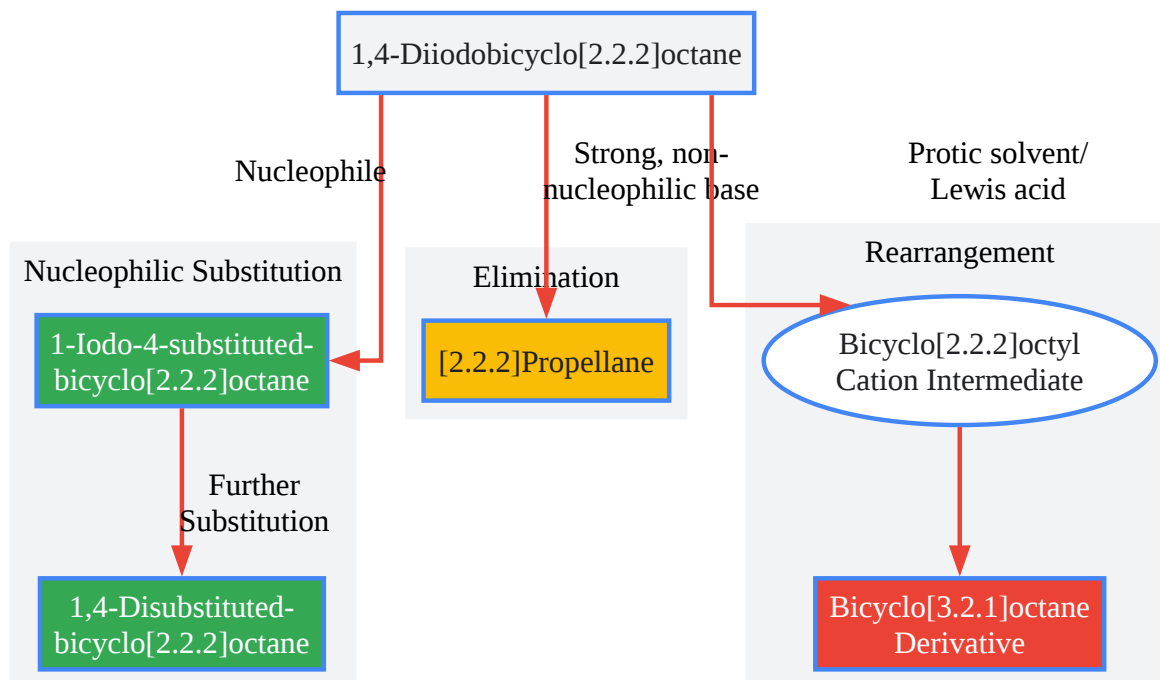 1,4-Diiodobicyclo[2.2.2]octane
Nucleophile
Strong, non-
nucleophilic base
Protic solvent/
Lewis acid
Nucleophilic Substitution
Elimination
Rearrangement
1-Iodo-4-substituted-
bicyclo[2.2.2]octane
[2.2.2]Propellane
Bicyclo[2.2.2]octyl
Cation Intermediate
Further
Substitution
1,4-Disubstituted-
bicyclo[2.2.2]octane
Bicyclo[3.2.1]octane
Derivative